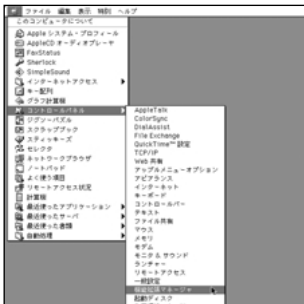 ファイル 編集 表示 特別 ヘルプ
このコンピュータについて
Apple システム・プロフィール
AppleCD オーディオプレーヤ
FaxStatus
Sherlock
SimpleSound
インターネットアクセス
キー配列
グラフ計算機
コントロールパネル
ジグソーパズル
スクラップブック
スティッキーズ
セレクタ
ネットワークブラウザ
ノートパッド
よく使う項目
リモートアクセス状況
計算機
最近使ったアプリケーション
最近使ったサーバ
最近使った書類
自動処理
AppleTalk
ColorSync
DialAssist
File Exchange
QuickTime™ 設定
TCP/IP
Web 共有
アップルメニューオプション
アピアランス
インターネット
キーボード
コントロールバー
テキスト
ファイル共有
マウス
メモリ
モデム
モニタ & サウンド
ランチャー
リモートアクセス
一般設定
機能拡張マネージャ
起動ディスク